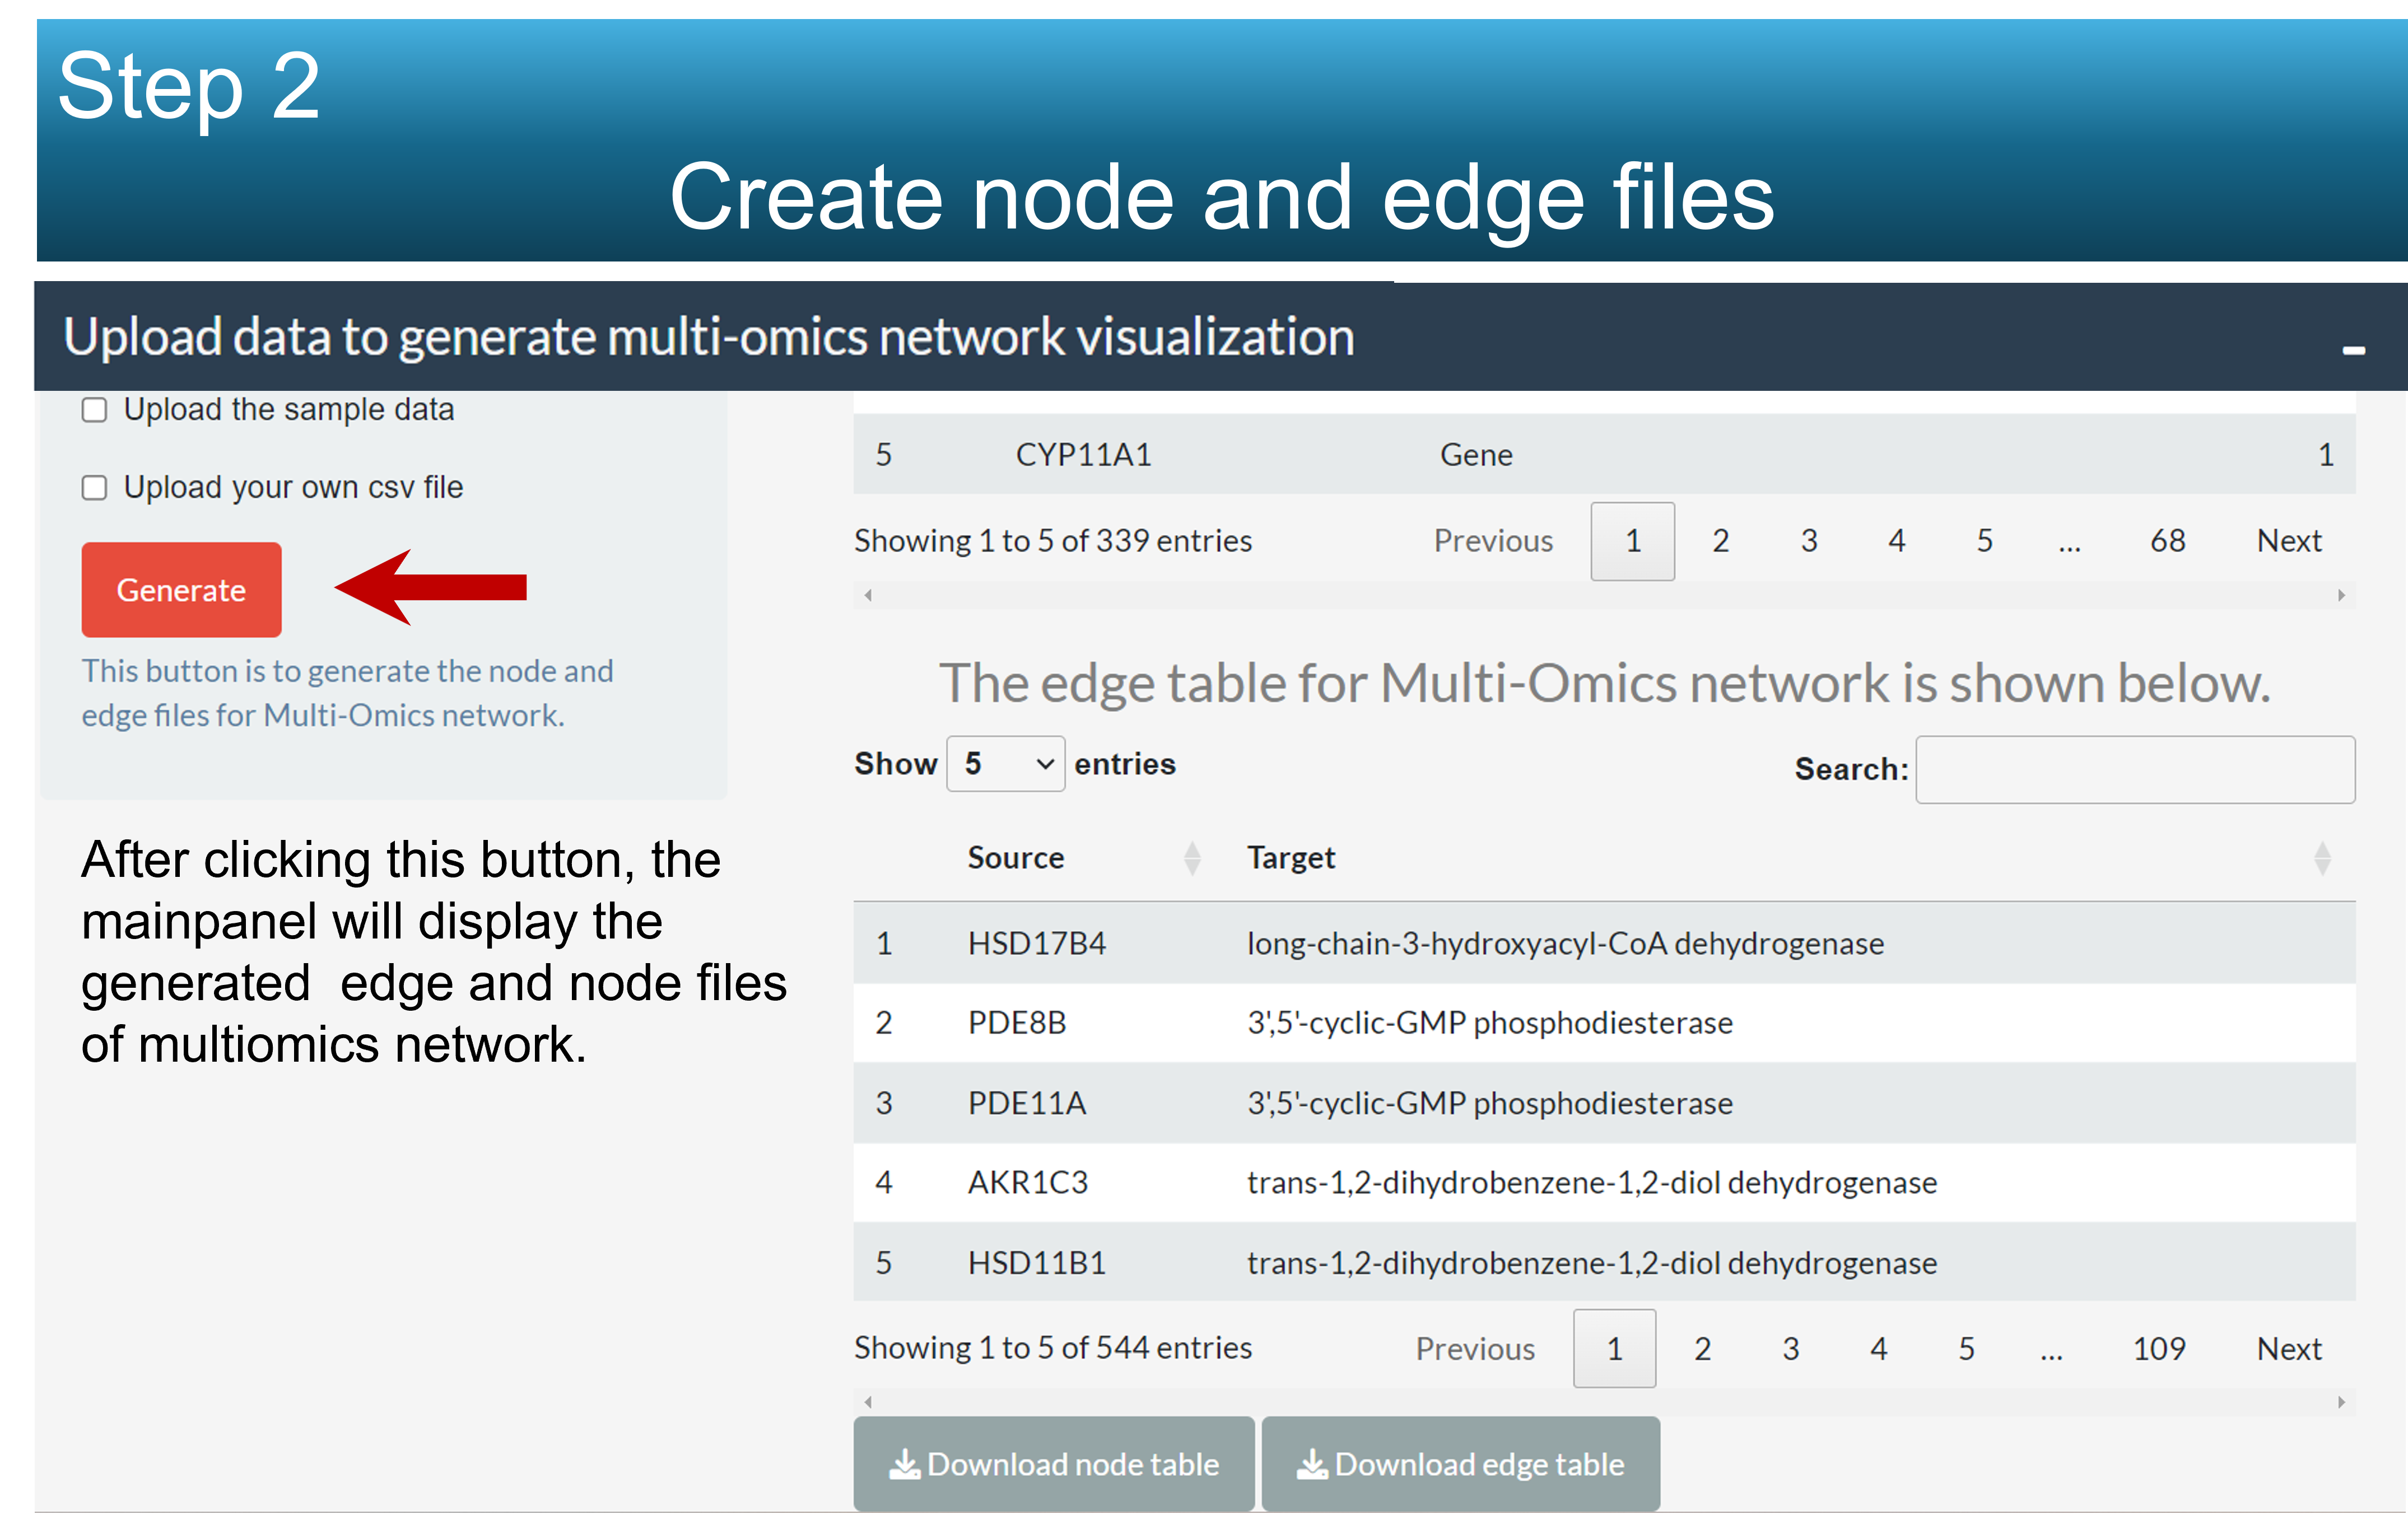 Step 2
Create node and edge files
Upload data to generate multi-omics network visualization
Upload the sample data
Upload your own csv file
Generate
This button is to generate the node and
edge files for Multi-Omics network.
After clicking this button, the
mainpanel will display the
generated  edge and node files
of multiomics network.
5 CYP11A1 Gene 1
Showing 1 to 5 of 339 entries Previous 1 2 3 4 5 ... 68 Next
The edge table for Multi-Omics network is shown below.
Show 5 entries Search:
Source Target
1 HSD17B4 long-chain-3-hydroxyacyl-CoA dehydrogenase
2 PDE8B 3',5'-cyclic-GMP phosphodiesterase
3 PDE11A 3',5'-cyclic-GMP phosphodiesterase
4 AKR1C3 trans-1,2-dihydrobenzene-1,2-diol dehydrogenase
5 HSD11B1 trans-1,2-dihydrobenzene-1,2-diol dehydrogenase
Showing 1 to 5 of 544 entries Previous 1 2 3 4 5 ... 109 Next
Download node table Download edge table